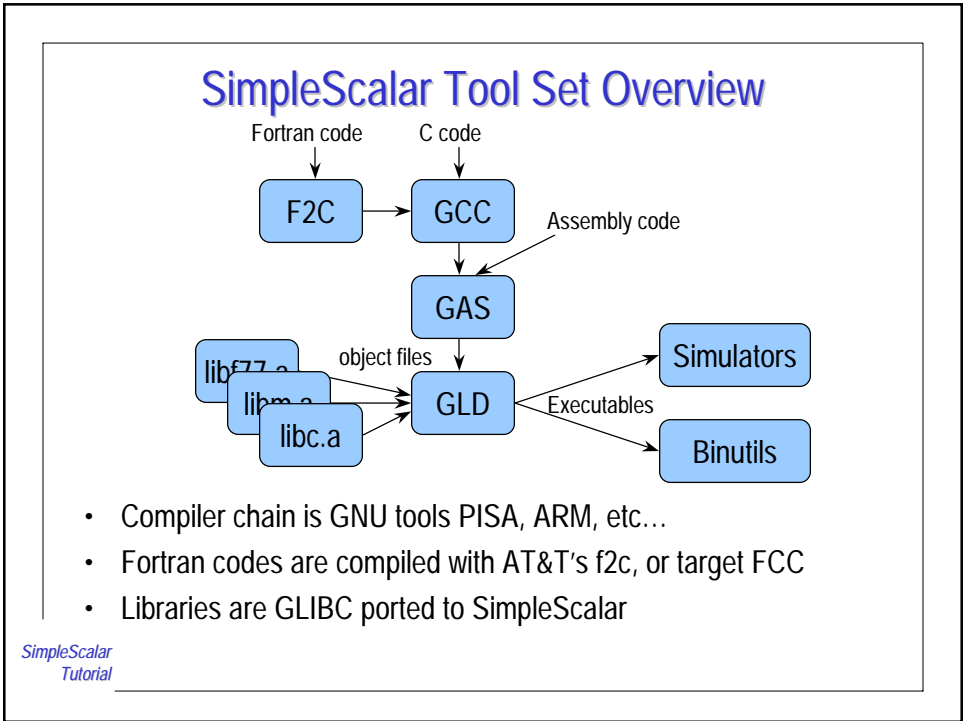 SimpleScalar Tool Set Overview
Fortran code
C code
F2C
GCC
Assembly code
GAS
object files
Simulators
libf77.a
libm.a
libc.a
GLD
Executables
Binutils
• Compiler chain is GNU tools PISA, ARM, etc…
• Fortran codes are compiled with AT&T's f2c, or target FCC
• Libraries are GLIBC ported to SimpleScalar
SimpleScalar
Tutorial